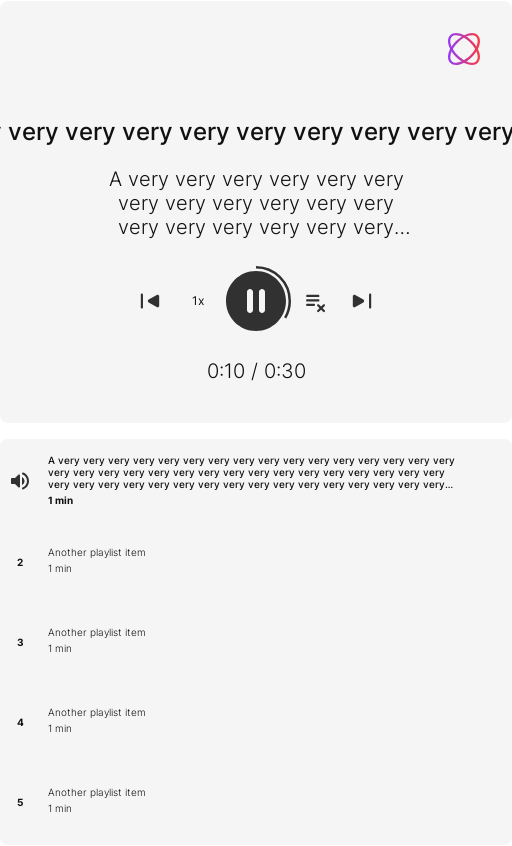 very very very very very very very very very
A very very very very very very
very very very very very very
very very very very very very...
1x
0:10 / 0:30
A very very very very very very very very very very very very very very very very
very very very very very very very very very very very very very very very very
very very very very very very very very very very very very very very very very...
1 min
2
Another playlist item
1 min
3
Another playlist item
1 min
4
Another playlist item
1 min
5
Another playlist item
1 min